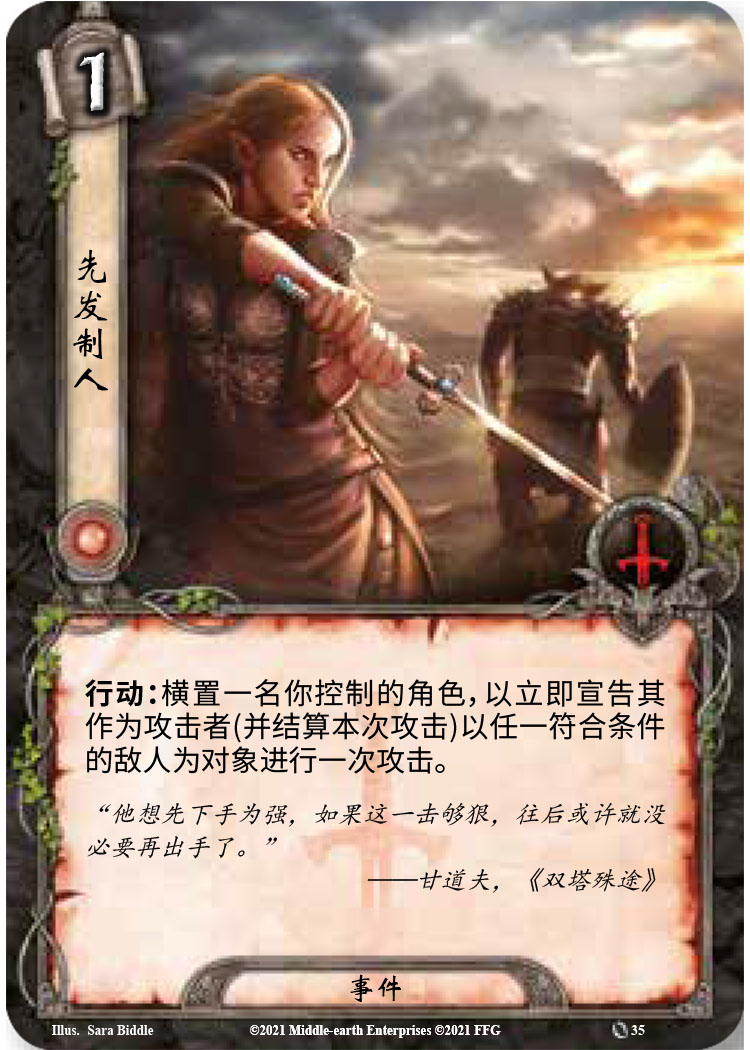 1
先发制人
行动：横置一名你控制的角色，以立即宣告其
作为攻击者(并结算本次攻击)以任一符合条件
的敌人为对象进行一次攻击。
“他想先下手为强，如果这一击够狠，往后或许就没
必要再出手了。”
——甘道夫，《双塔殊途》
事件
Illus. Sara Biddle
©2021 Middle-earth Enterprises ©2021 FFG
35